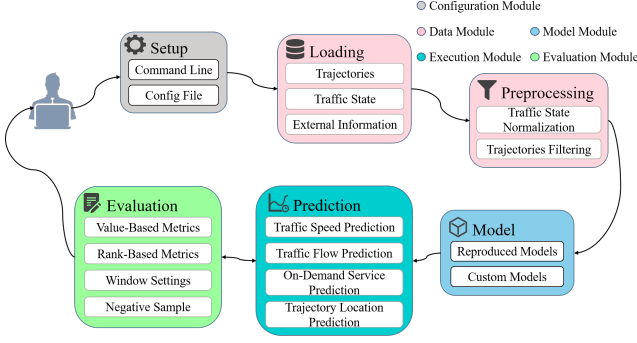 Configuration Module
Data Module
Model Module
Execution Module
Evaluation Module
Setup
Command Line
Config File
Loading
Trajectories
Traffic State
External Information
Preprocessing
Traffic State
Normalization
Trajectories Filtering
Model
Reproduced Models
Custom Models
Prediction
Traffic Speed Prediction
Traffic Flow Prediction
On-Demand Service
Prediction
Trajectory Location
Prediction
Evaluation
Value-Based Metrics
Rank-Based Metrics
Window Settings
Negative Sample